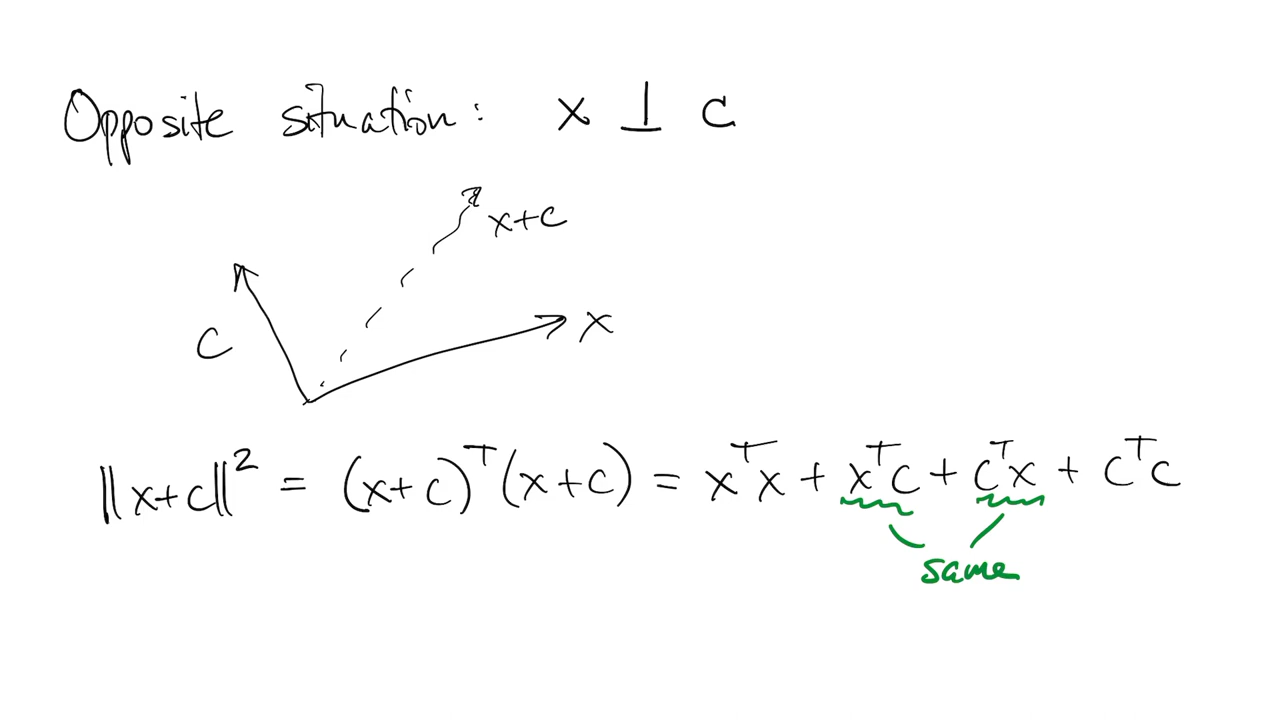 Opposite situation: x ⊥ c
x+c
c
x
||x+c||² = (x+c)ᵀ(x+c) = xᵀx + xᵀc + cᵀx + cᵀc
same